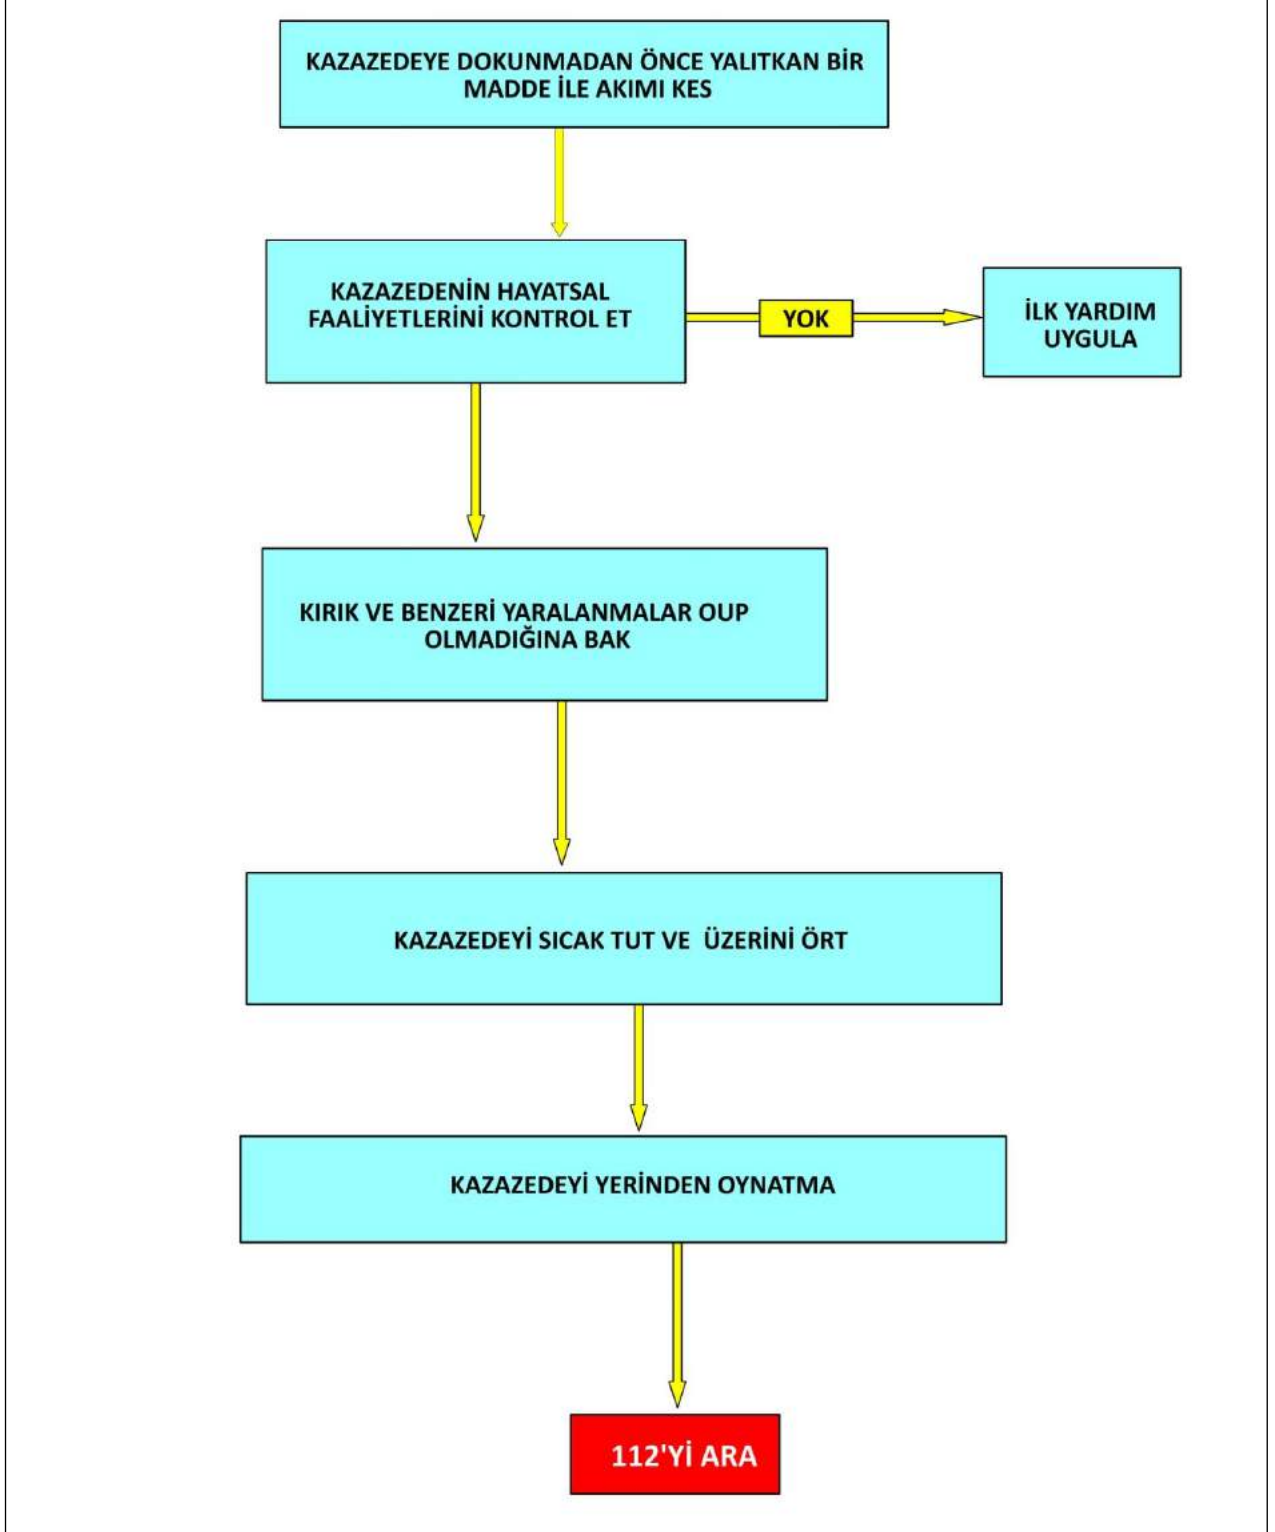 KAZAZEDEYE DOKUNMADAN ÖNCE YALITKAN BİR
MADDE İLE AKIMI KES
KAZAZEDENİN HAYATSAL
FAALİYETLERİNİ KONTROL ET
YOK
İLK YARDIM
UYGULA
KIRIK VE BENZERİ YARALANMALAR OUP
OLMADIĞINA BAK
KAZAZEDEYİ SICAK TUT VE ÜZERİNİ ÖRT
KAZAZEDEYİ YERİNDEN OYNATMA
112'Yİ ARA